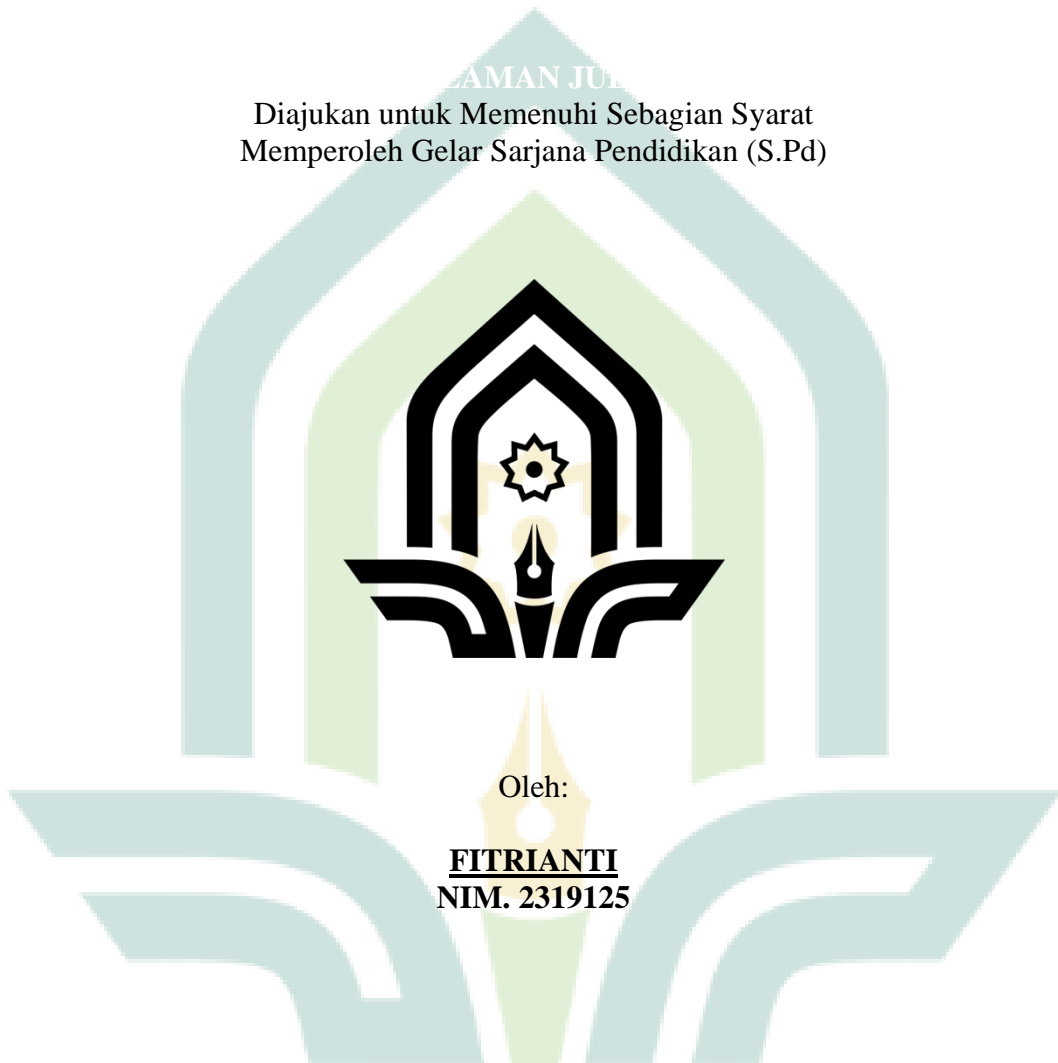 Diajukan untuk Memenuhi Sebagian Syarat
Memperoleh Gelar Sarjana Pendidikan (S.Pd)
Oleh:
FITRIANTI
NIM. 2319125